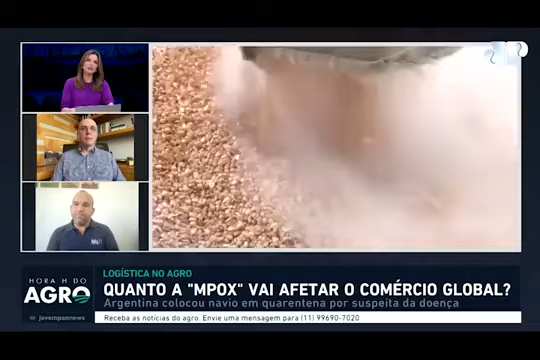 LOGÍSTICA NO AGRO
HORA H DO
AGRO
QUANTO A "MPOX" VAI AFETAR O COMÉRCIO GLOBAL?
Argentina colocou navio em quarentena por suspeita da doença
jovempannews
Receba as notícias do agro. Envie uma mensagem para (11) 99690-7020